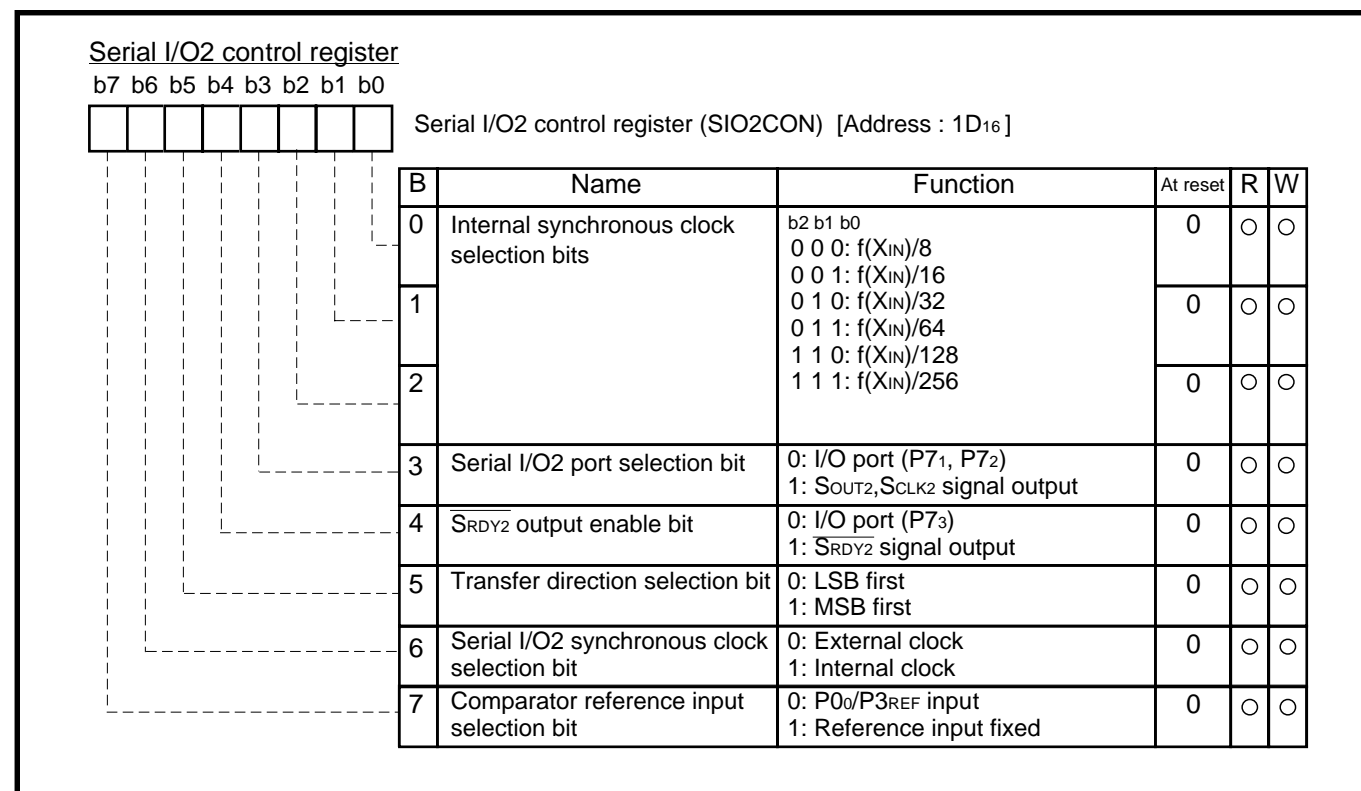 Serial I/O2 control register
b7 b6 b5 b4 b3 b2 b1 b0
Serial I/O2 control register (SIO2CON) [Address : 1D16 ]
B Name Function At reset R W
0 Internal synchronous clock selection bits b2 b1 b0 0 ○ ○
0 0 0: f(XIN)/8
0 0 1: f(XIN)/16
1 0 1 0: f(XIN)/32 0 ○ ○
0 1 1: f(XIN)/64
1 1 0: f(XIN)/128
2 1 1 1: f(XIN)/256 0 ○ ○
3 Serial I/O2 port selection bit 0: I/O port (P71, P72) 0 ○ ○
1: SOUT2,SCLK2 signal output
4 SRDY2 output enable bit 0: I/O port (P73) 0 ○ ○
1: SRDY2 signal output
5 Transfer direction selection bit 0: LSB first 0 ○ ○
1: MSB first
6 Serial I/O2 synchronous clock 0: External clock 0 ○ ○
selection bit 1: Internal clock
7 Comparator reference input 0: P00/P3REF input 0 ○ ○
selection bit 1: Reference input fixed